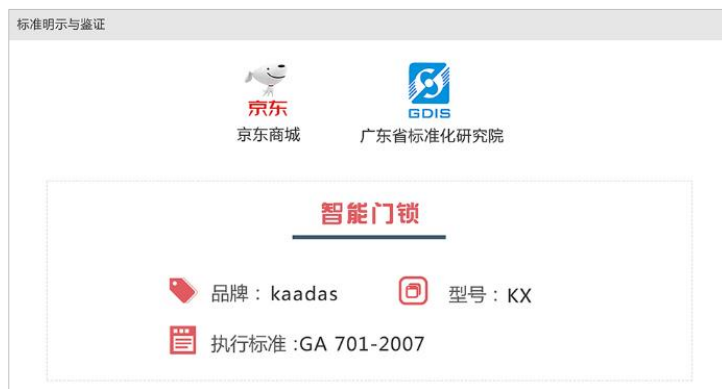 标准明示与鉴证
京东
GDIS
京东商城
广东省标准化研究院
智能门锁
品牌：kaadas
型号：KX
执行标准:GA 701-2007